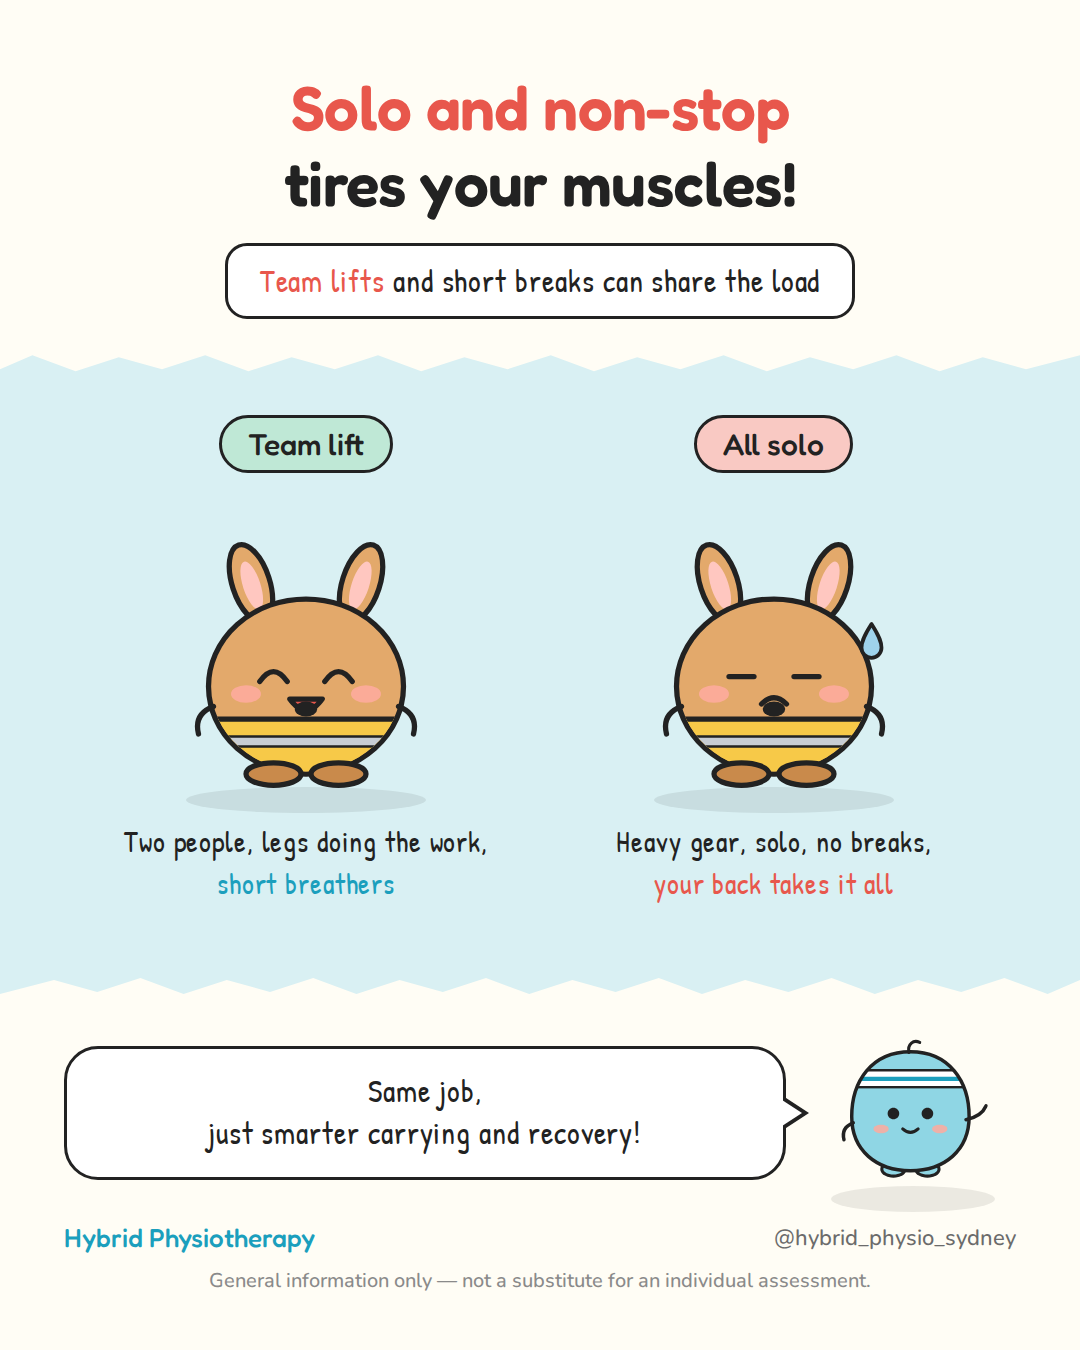 Solo and non-stop
tires your muscles!
Team lifts and short breaks can share the load
Team lift
All solo
Two people, legs doing the work,
short breathers
Heavy gear, solo, no breaks,
your back takes it all
Same job,
just smarter carrying and recovery!
Hybrid Physiotherapy
@hybrid_physio_sydney
General information only — not a substitute for an individual assessment.